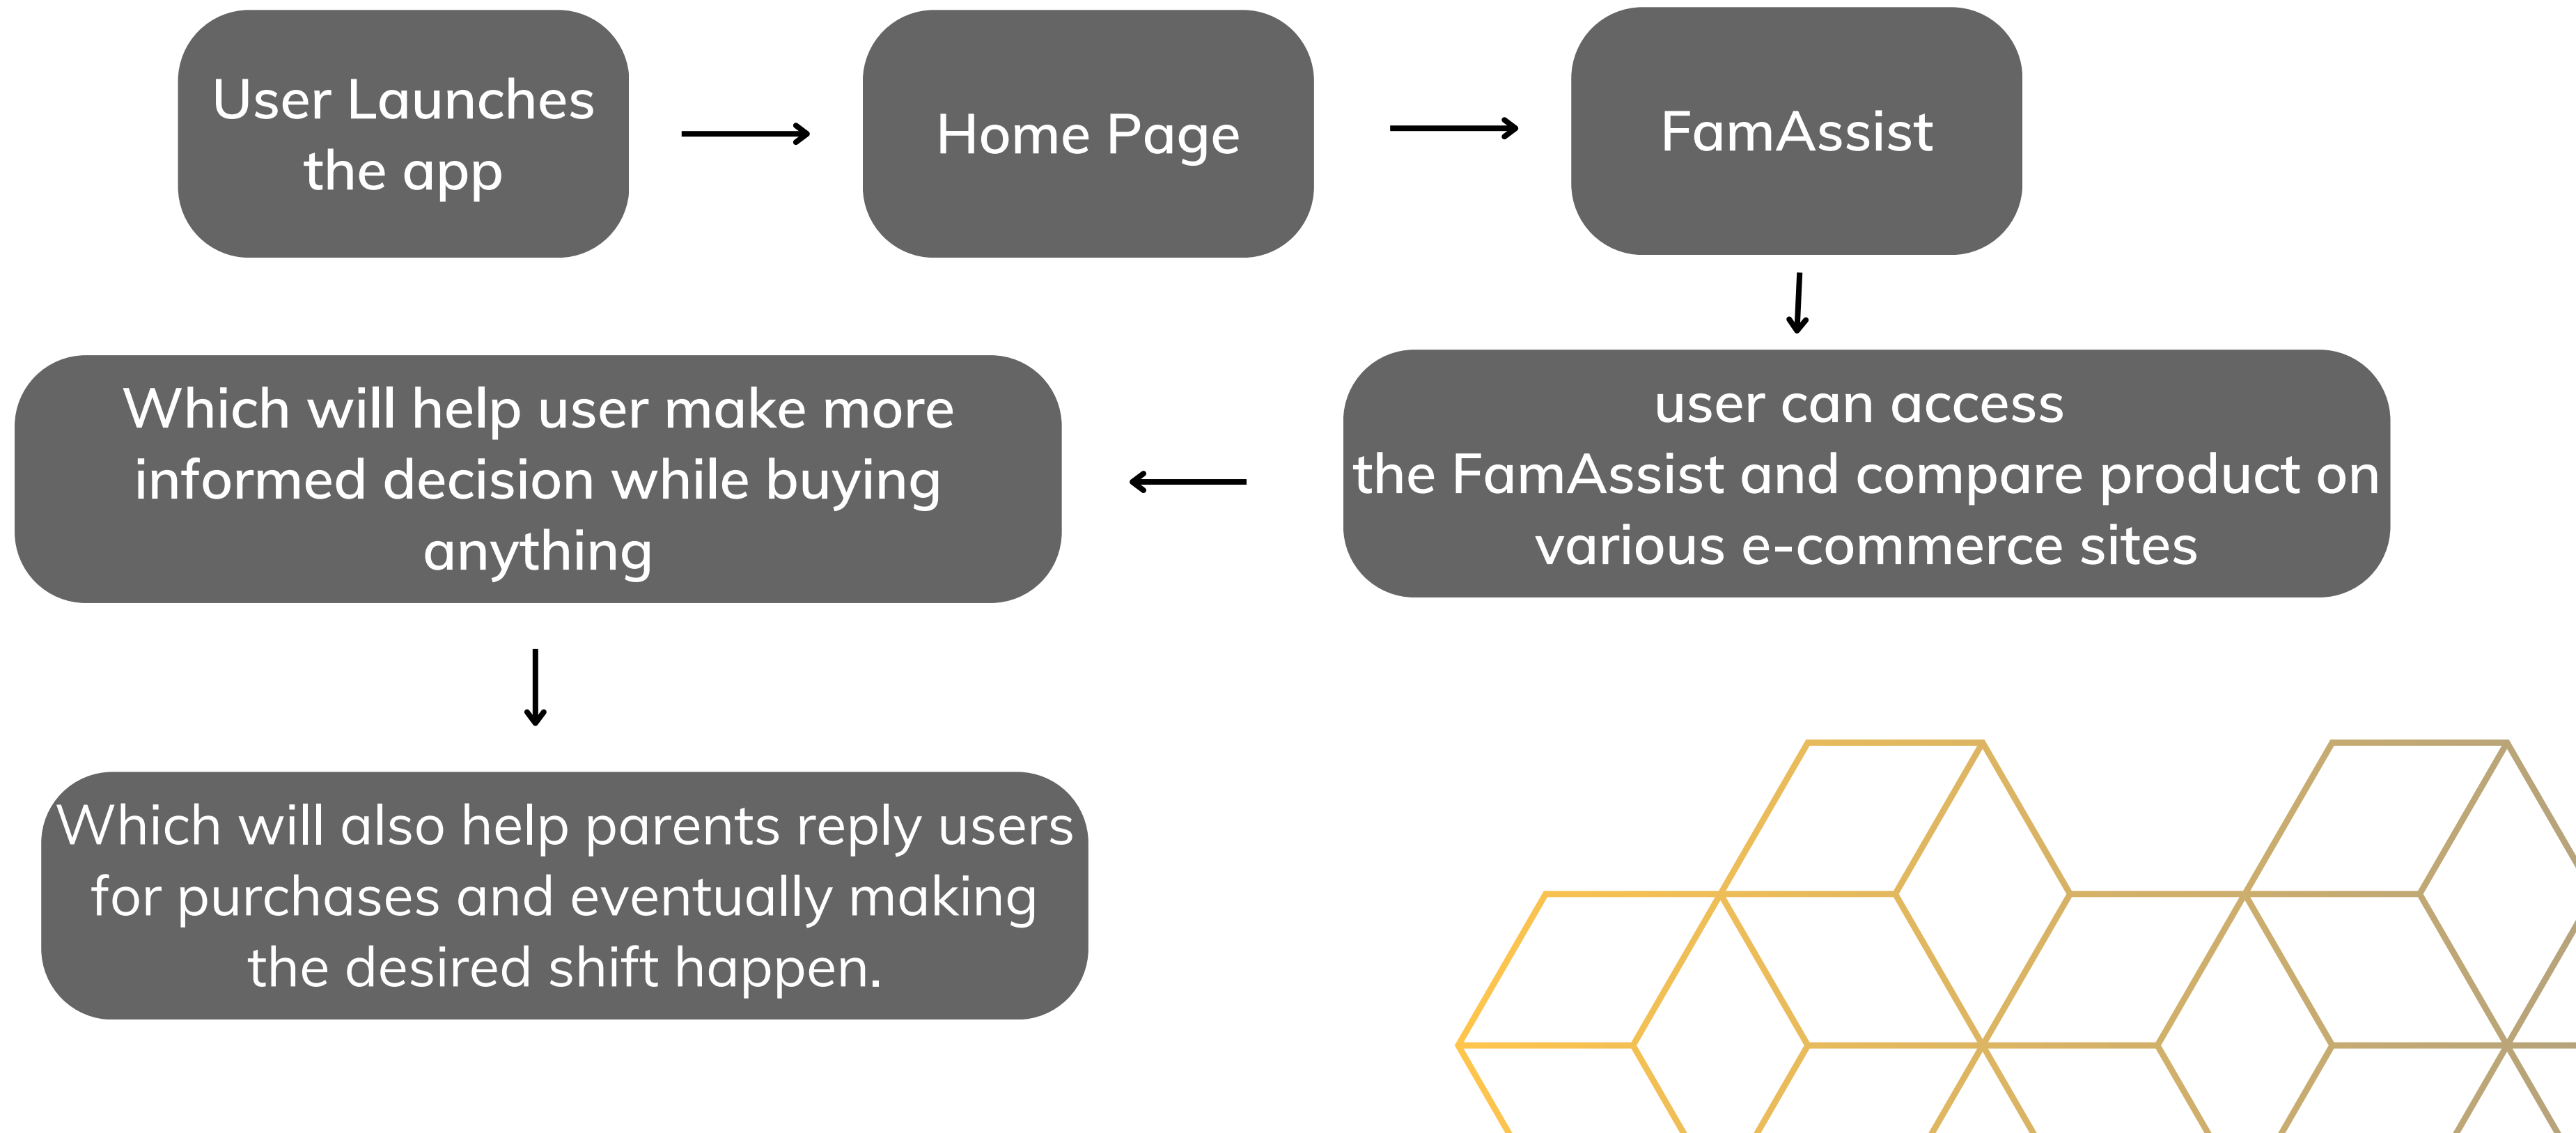 User Launches
the app
Home Page
FamAssist
user can access
the FamAssist and compare product on
various e-commerce sites
Which will help user make more
informed decision while buying
anything
Which will also help parents reply users
for purchases and eventually making
the desired shift happen.